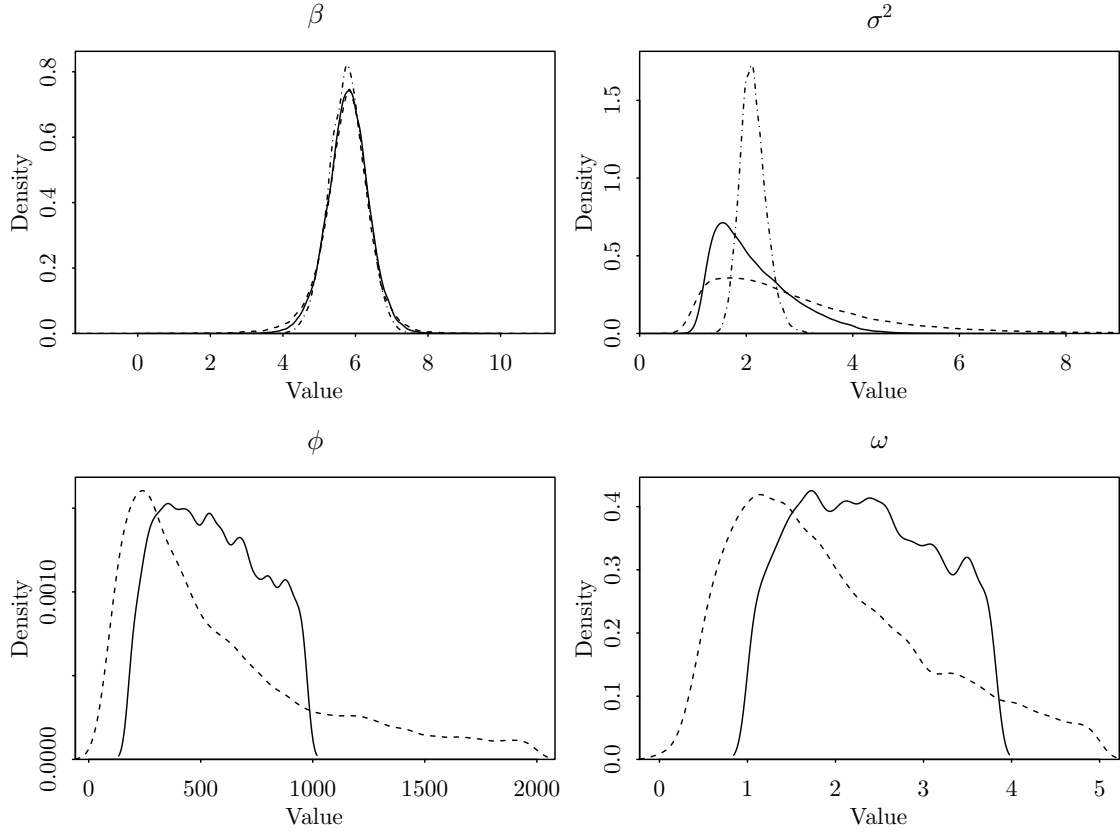 β
Density
0.0 0.2 0.4 0.6 0.8
0 2 4 6 8 10
Value
σ²
Density
0.0 0.5 1.0 1.5
0 2 4 6 8
Value
ϕ
Density
0.0000 0.0010
0 500 1000 1500 2000
Value
ω
Density
0.0 0.1 0.2 0.3 0.4
0 1 2 3 4 5
Value